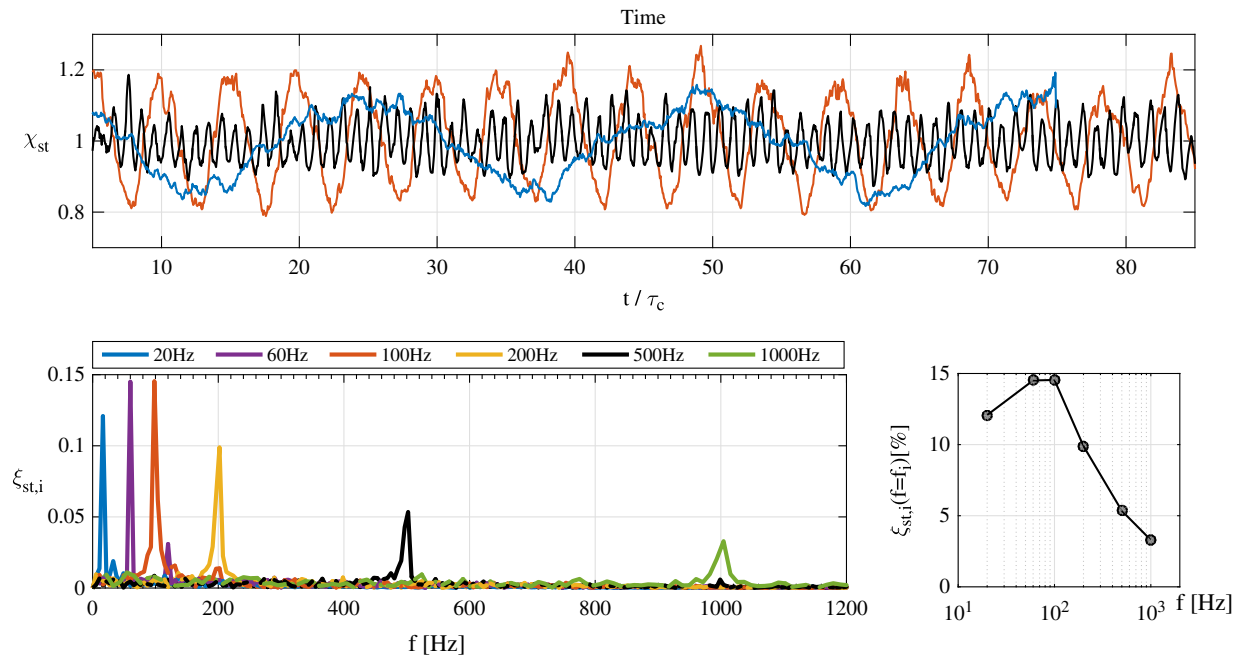 Time
1.2
1
0.8
χst
10 20 30 40 50 60 70 80
t / τc
20Hz 60Hz 100Hz 200Hz 500Hz 1000Hz
0.15
0.1
0.05
0
ξst,i
0 200 400 600 800 1000 1200
f [Hz]
15
10
5
0
ξst,i(f=fi)[%]
10¹ 10² 10³ f [Hz]